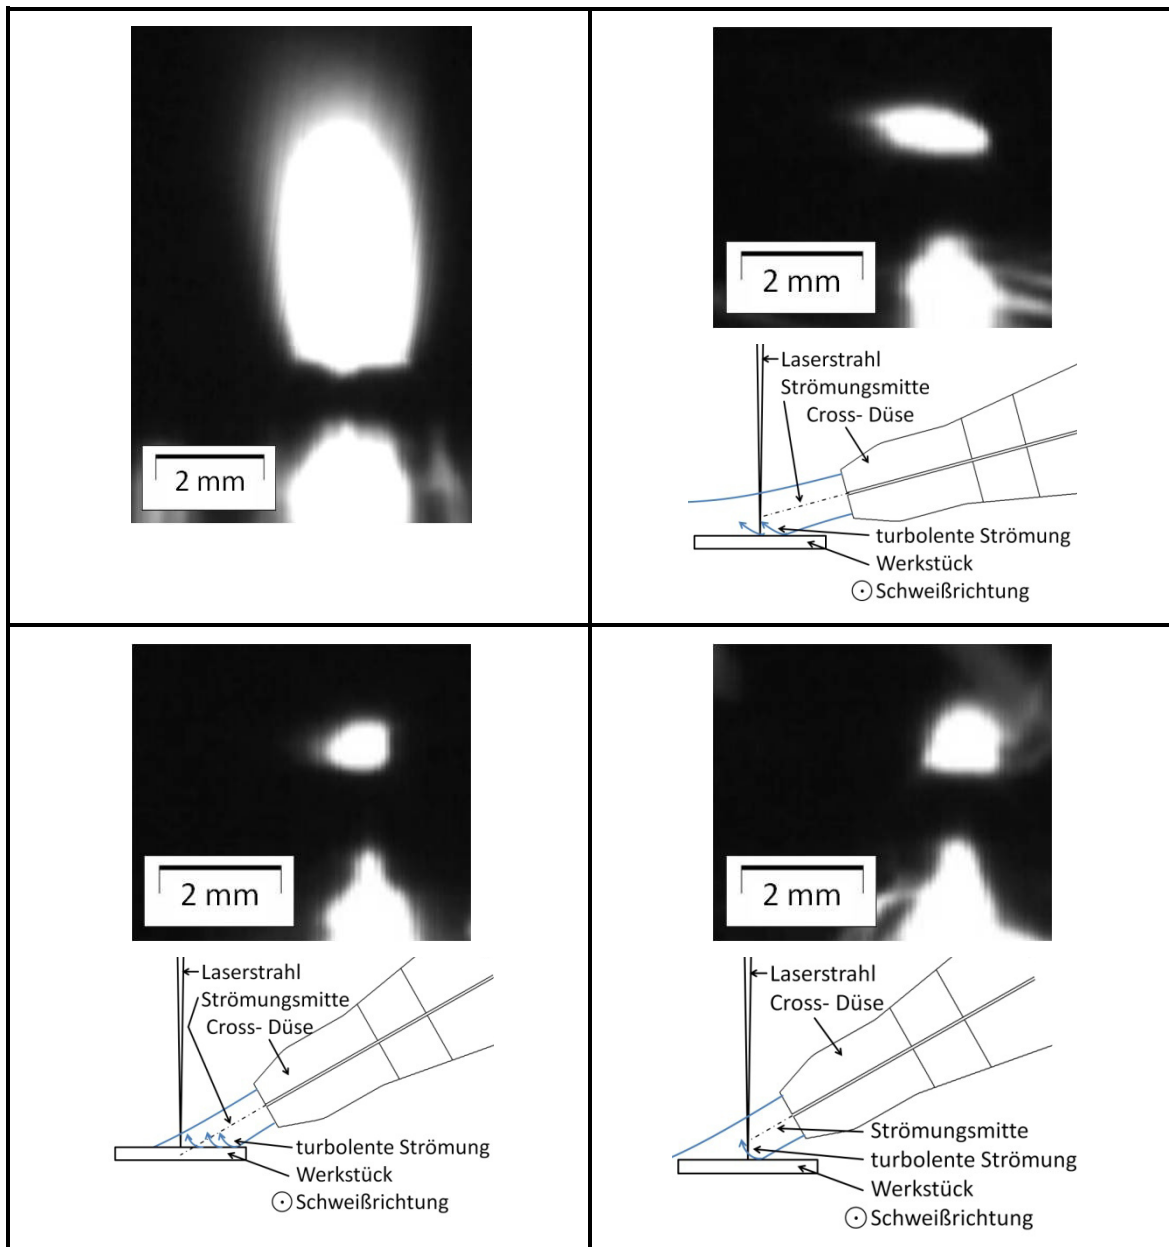 2 mm
2 mm
Laserstrahl
Strömungsmitte
Cross- Düse
turbolente Strömung
Werkstück
Schweißrichtung
2 mm
Laserstrahl
Strömungsmitte
Cross- Düse
turbolente Strömung
Werkstück
Schweißrichtung
2 mm
Laserstrahl
Cross- Düse
Strömungsmitte
turbolente Strömung
Werkstück
Schweißrichtung